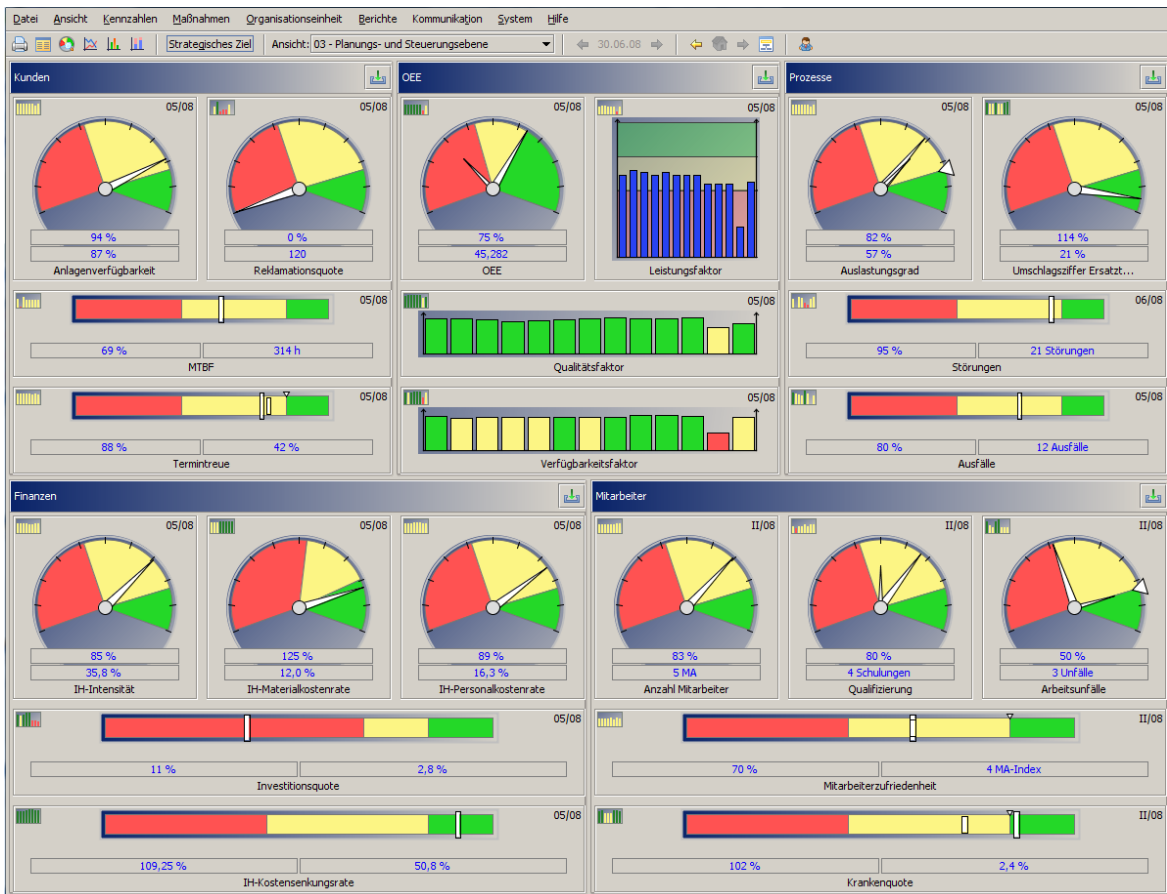 Datei Ansicht Kennzahlen Maßnahmen Organisationseinheit Berichte Kommunikation System Hilfe
Strategisches Ziel Ansicht: 03 - Planungs- und Steuerungsebene 30.06.08
Kunden
05/08
94 %
87 %
Anlagenverfügbarkeit
05/08
0 %
120
Reklamationsquote
05/08
69 % 314 h
MTBF
05/08
88 % 42 %
Termintreue
OEE
05/08
75 %
45,282
OEE
05/08
Leistungsfaktor
05/08
Qualitätsfaktor
05/08
Verfügbarkeitsfaktor
Prozesse
05/08
82 %
57 %
Auslastungsgrad
05/08
114 %
21 %
Umschlagsziffer Ersatzt...
06/08
95 % 21 Störungen
Störungen
05/08
80 % 12 Ausfälle
Ausfälle
Finanzen
05/08
85 %
35,8 %
IH-Intensität
05/08
125 %
12,0 %
IH-Materialkostenrate
05/08
89 %
16,3 %
IH-Personalkostenrate
05/08
11 % 2,8 %
Investitionsquote
05/08
109,25 % 50,8 %
IH-Kostensenkungsrate
Mitarbeiter
II/08
83 %
5 MA
Anzahl Mitarbeiter
II/08
80 %
4 Schulungen
Qualifizierung
II/08
50 %
3 Unfälle
Arbeitsunfälle
II/08
70 % 4 MA-Index
Mitarbeiterzufriedenheit
II/08
102 % 2,4 %
Krankenquote